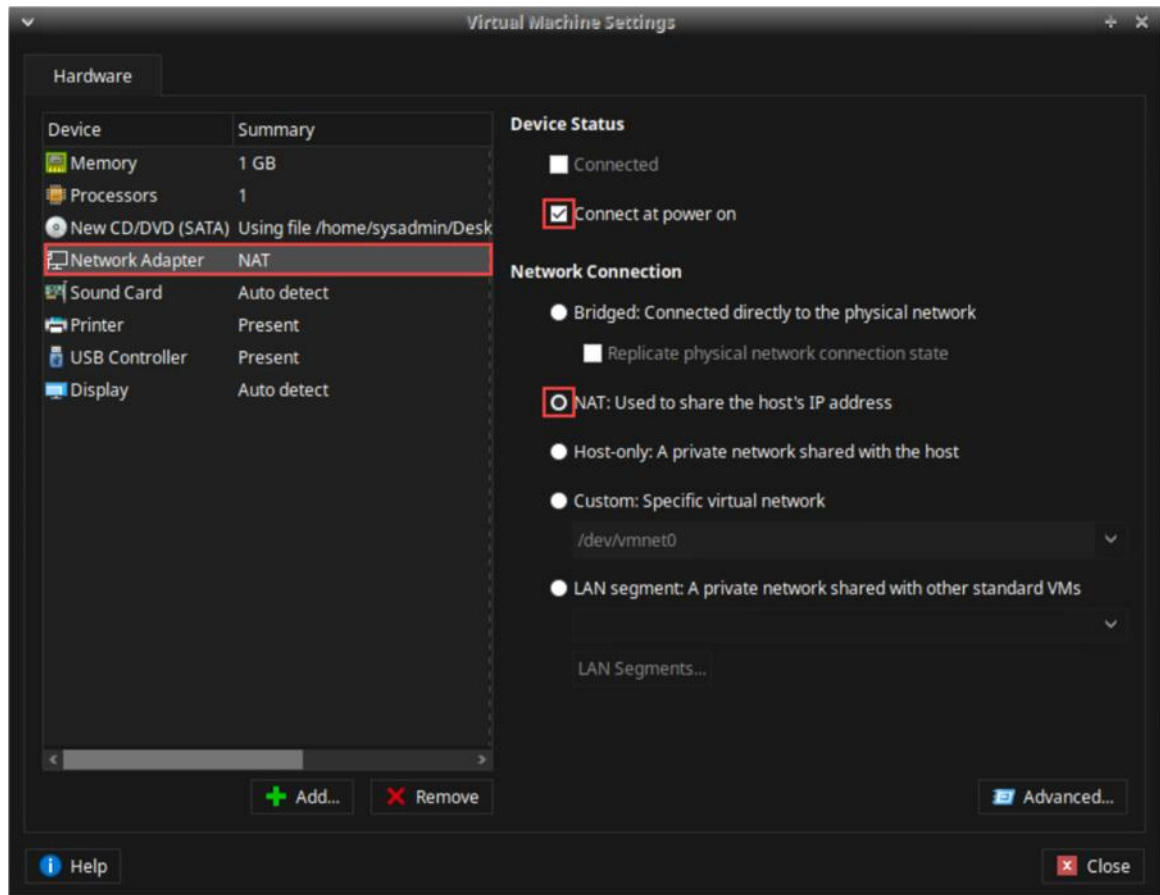 Virtual Machine Settings
Hardware
Device Summary
Memory 1 GB
Processors 1
New CD/DVD (SATA) Using file /home/sysadmin/Desk
Network Adapter NAT
Sound Card Auto detect
Printer Present
USB Controller Present
Display Auto detect
Add...
Remove
Device Status
Connected
Connect at power on
Network Connection
Bridged: Connected directly to the physical network
Replicate physical network connection state
NAT: Used to share the host's IP address
Host-only: A private network shared with the host
Custom: Specific virtual network
/dev/vmnet0
LAN segment: A private network shared with other standard VMs
LAN Segments...
Advanced...
Help
Close